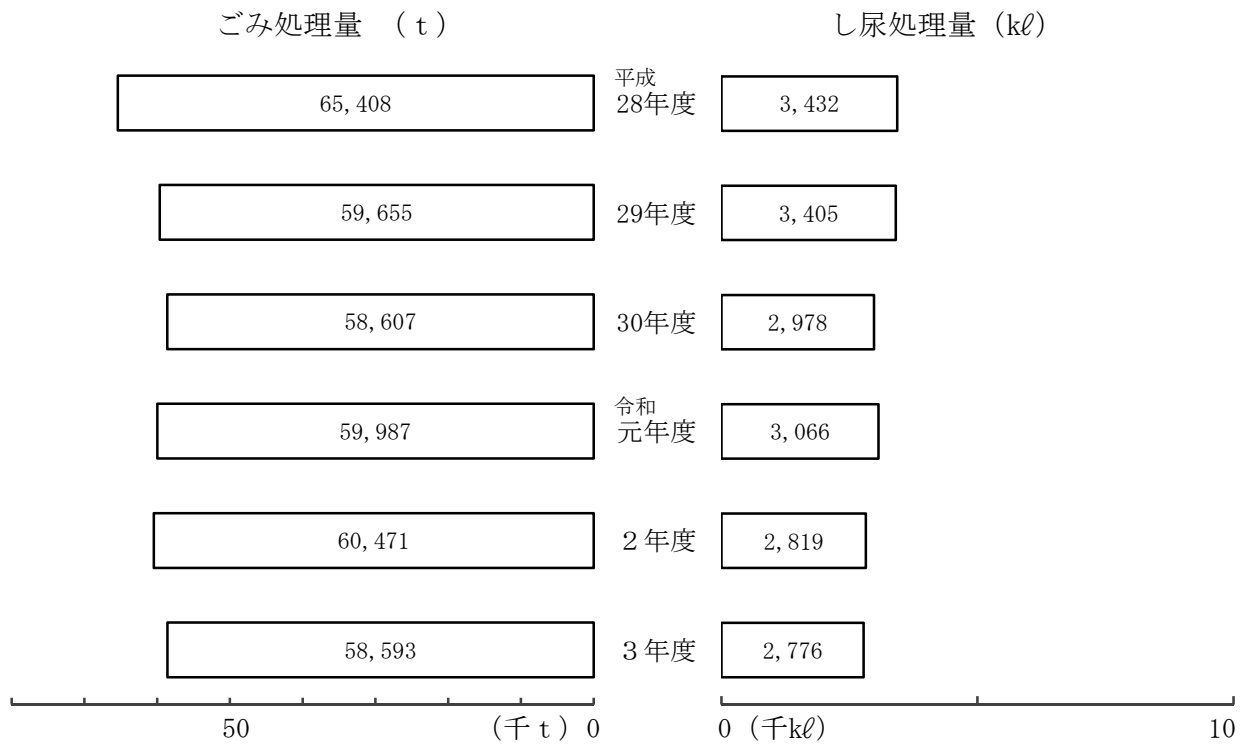 ごみ処理量 （ｔ）
し尿処理量（kℓ）
平成
65,408 28年度 3,432
59,655 29年度 3,405
58,607 30年度 2,978
令和
59,987 元年度 3,066
60,471 ２年度 2,819
58,593 ３年度 2,776
50 （千ｔ）0 0（千kℓ） 10